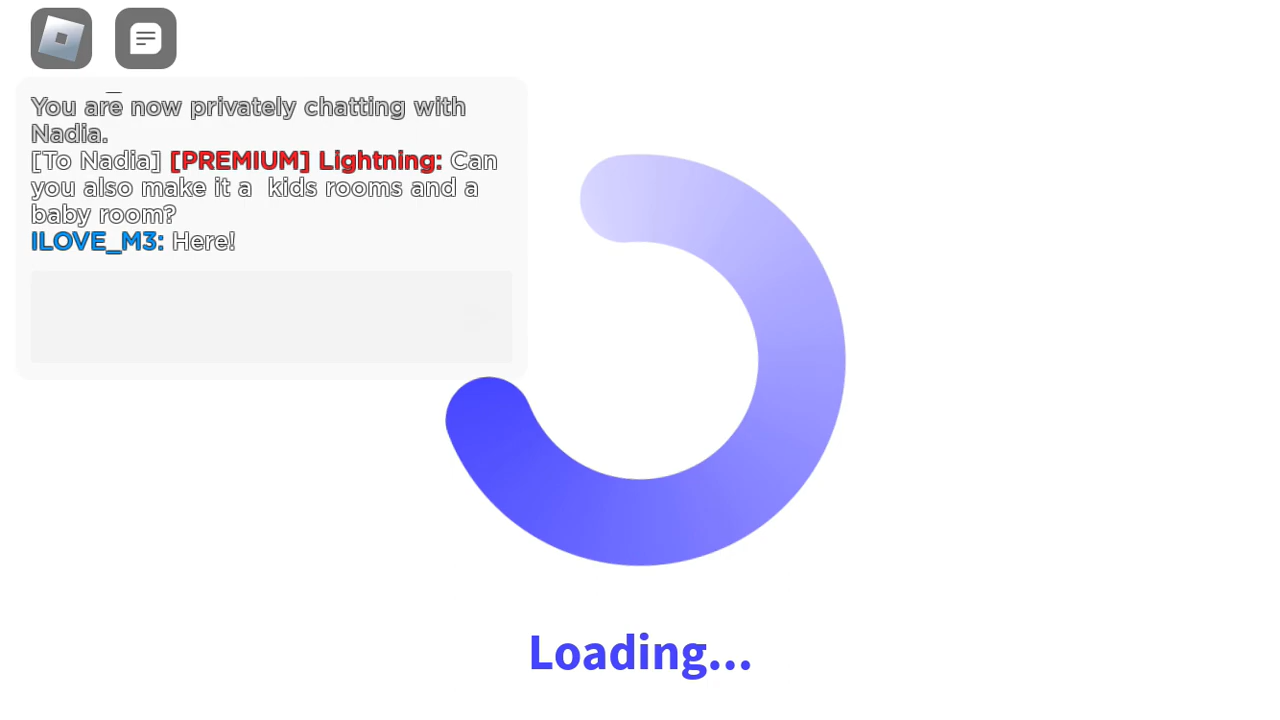 You are now privately chatting with
Nadia.
[To Nadia] [PREMIUM] Lightning: Can
you also make it a  kids rooms and a
baby room?
ILOVE_M3: Here!
Loading...